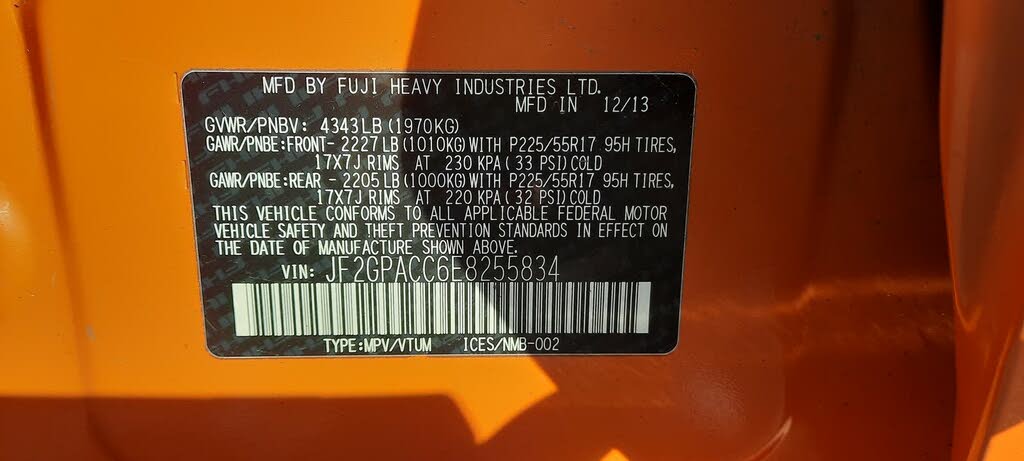 MFD BY FUJI HEAVY INDUSTRIES LTD.
MFD IN 12/13
GVWR/PNBV: 4343LB (1970KG)
GAWR/PNBE:FRONT- 2227LB (1010KG) WITH P225/55R17 95H TIRES,
17X7J RIMS AT 230 KPA (33 PSI) COLD
GAWR/PNBE:REAR - 2205LB (1000KG) WITH P225/55R17 95H TIRES,
17X7J RIMS AT 220 KPA (32 PSI) COLD
THIS VEHICLE CONFORMS TO ALL APPLICABLE FEDERAL MOTOR
VEHICLE SAFETY AND THEFT PREVENTION STANDARDS IN EFFECT ON
THE DATE OF MANUFACTURE SHOWN ABOVE.
VIN: JF2GPACC6E8255834
TYPE:MPV/VTUM ICES/NMB-002